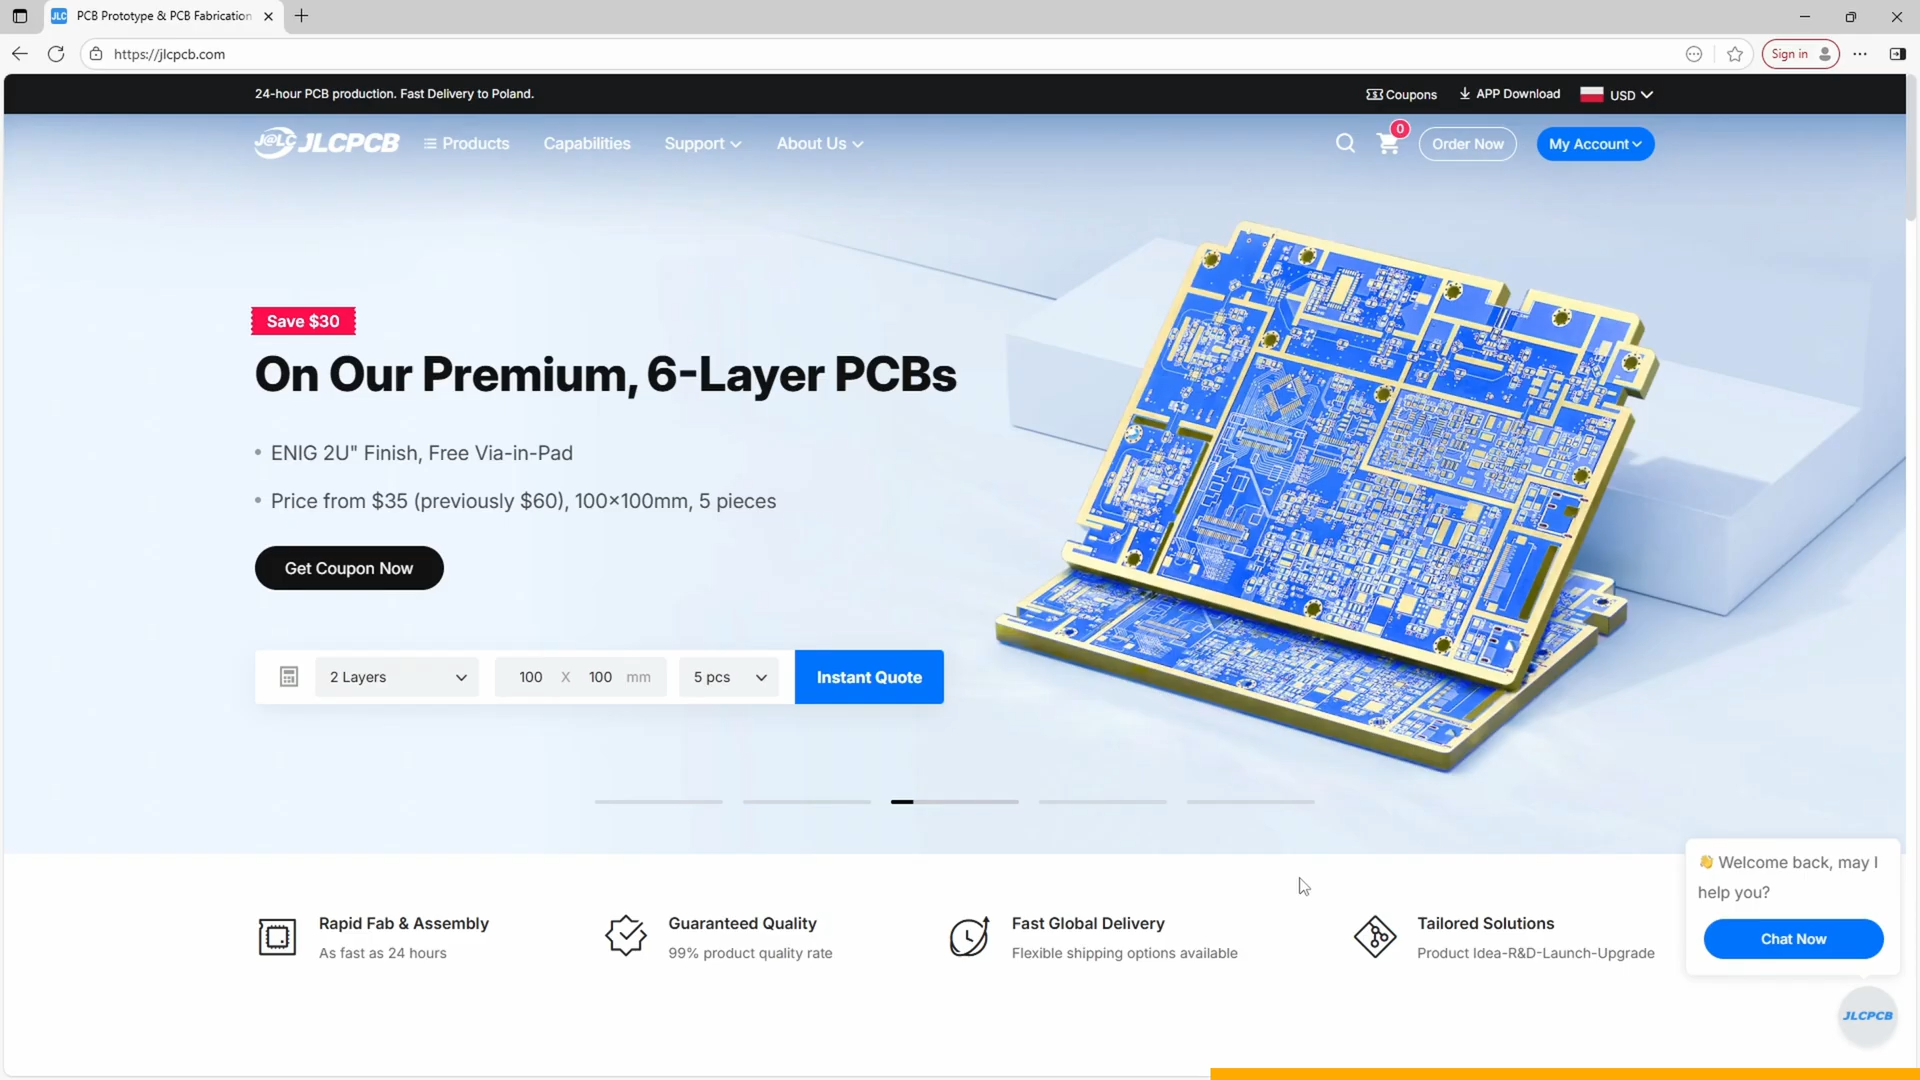 JLC PCB Prototype & PCB Fabrication
https://jlcpcb.com
Sign in
24-hour PCB production. Fast Delivery to Poland.
Coupons
APP Download
USD
J@LC JLCPCB
Products
Capabilities
Support
About Us
0
Order Now
My Account
Save $30
On Our Premium, 6-Layer PCBs
• ENIG 2U" Finish, Free Via-in-Pad
• Price from $35 (previously $60), 100×100mm, 5 pieces
Get Coupon Now
2 Layers
100 X 100 mm
5 pcs
Instant Quote
Rapid Fab & Assembly
As fast as 24 hours
Guaranteed Quality
99% product quality rate
Fast Global Delivery
Flexible shipping options available
Tailored Solutions
Product Idea-R&D-Launch-Upgrade
👋 Welcome back, may I
help you?
Chat Now
JLCPCB